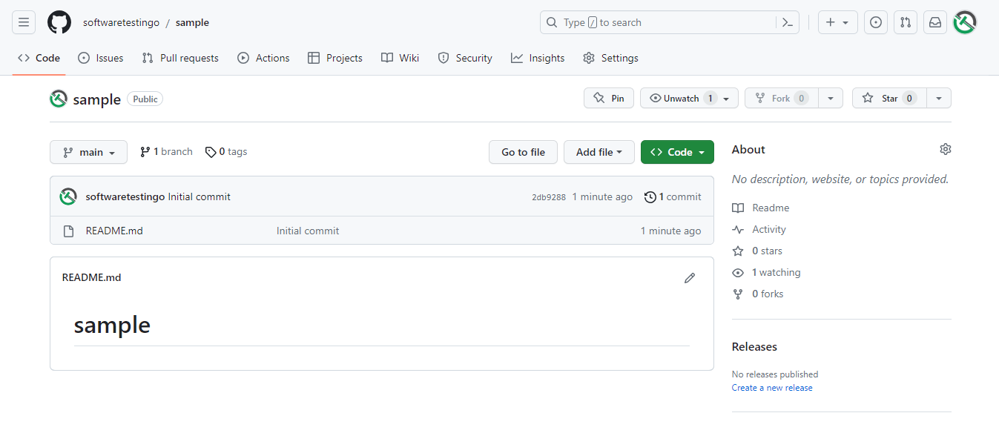 softwaretestingo / sample
Type / to search
Code Issues Pull requests Actions Projects Wiki Security Insights Settings
sample Public
Pin Unwatch 1 Fork 0 Star 0
main 1 branch 0 tags Go to file Add file Code
softwaretestingo Initial commit 2db9288 1 minute ago 1 commit
README.md Initial commit 1 minute ago
README.md
sample
About
No description, website, or topics provided.
Readme
Activity
0 stars
1 watching
0 forks
Releases
No releases published
Create a new release